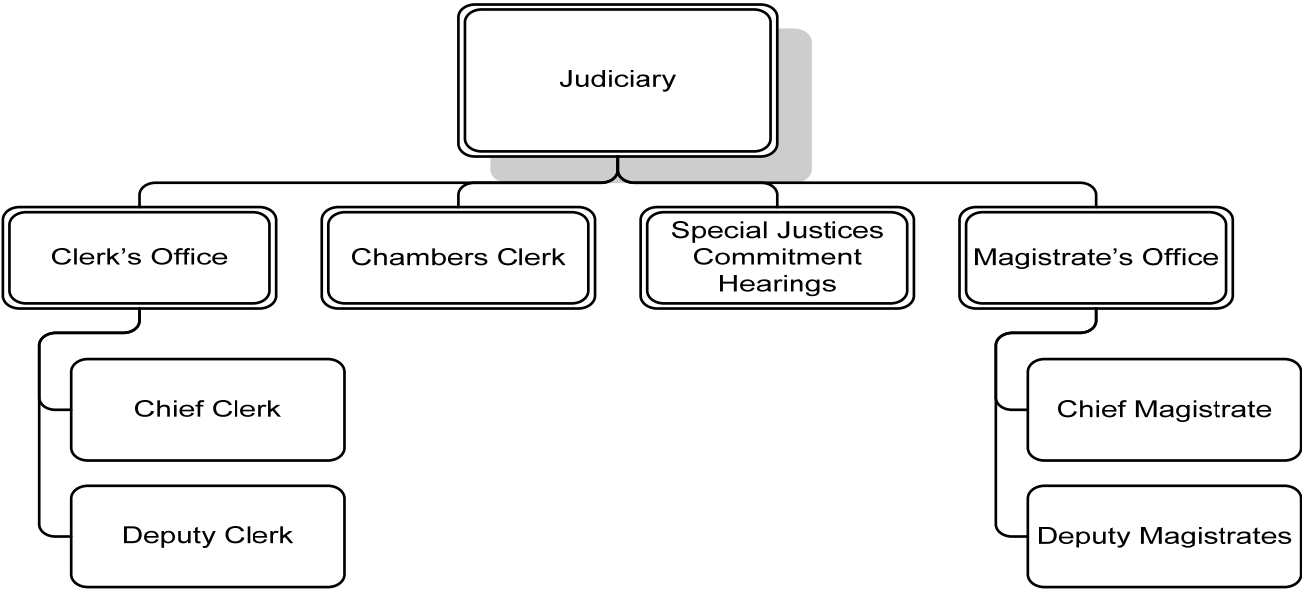 Judiciary
Clerk’s Office
Chambers Clerk
Special Justices
Commitment
Hearings
Magistrate’s Office
Chief Clerk
Deputy Clerk
Chief Magistrate
Deputy Magistrates